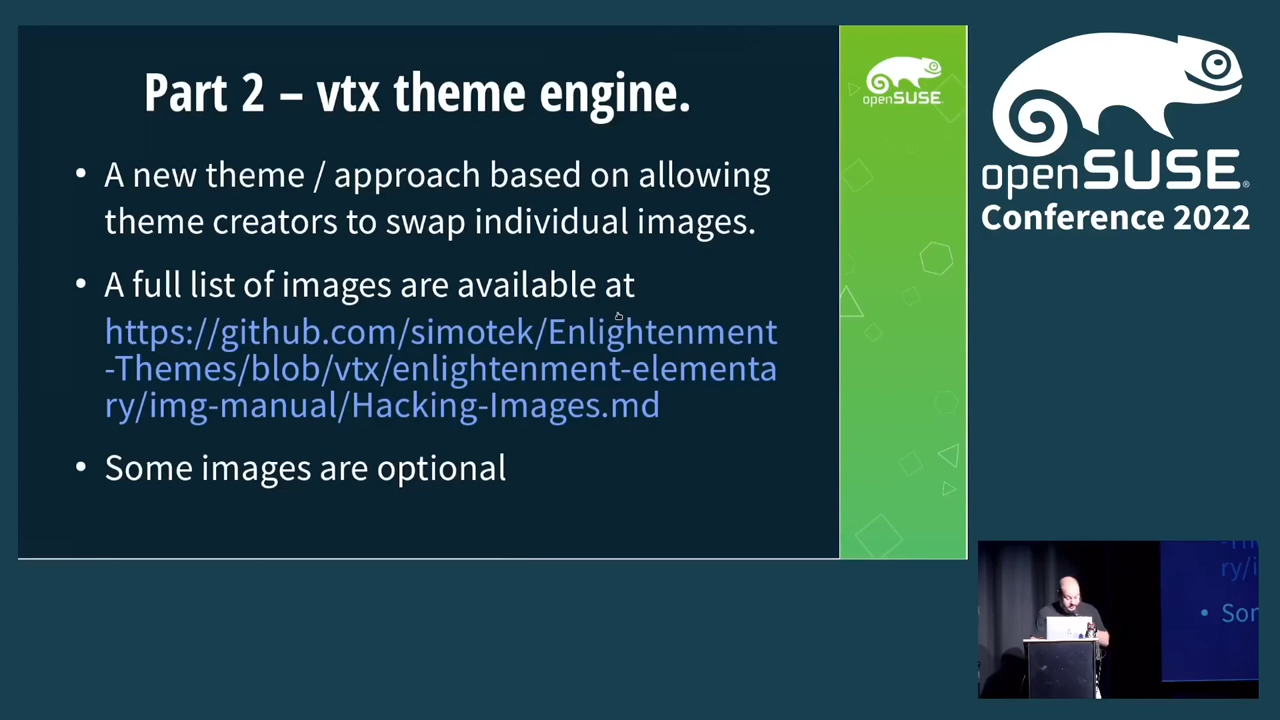 Part 2 – vtx theme engine.
• A new theme / approach based on allowing
theme creators to swap individual images.
• A full list of images are available at
https://github.com/simotek/Enlightenment
-Themes/blob/vtx/enlightenment-elementa
ry/img-manual/Hacking-Images.md
• Some images are optional
openSUSE
openSUSE®
Conference 2022
ry/i
• Sor